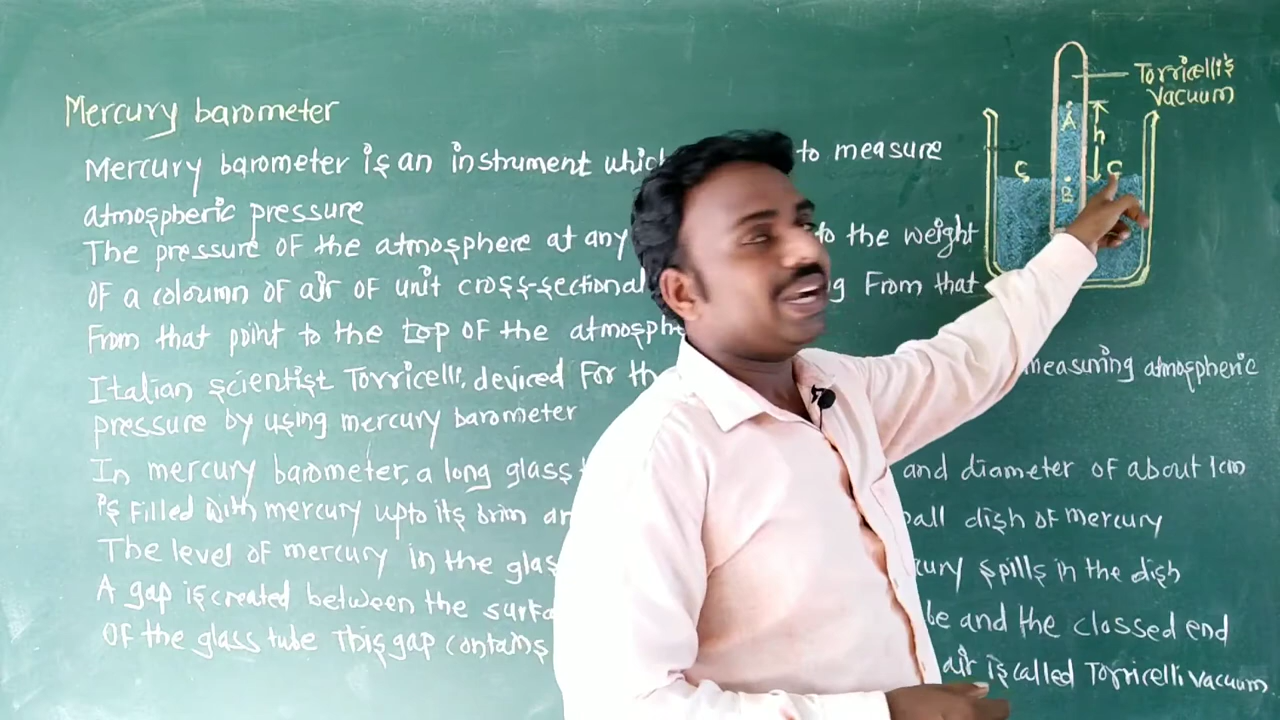 Mercury barometer
Mercury barometer is an instrument which to measure
atmospheric pressure
The pressure of the atmosphere at any to the weight
of a coloumn of air of unit cross-sectional From that
From that point to the top of the atmosphe
Italian scientist Torricelli, deviced For th measuring atmospheric
pressure by using mercury barometer
In mercury barometer, a long glass and diameter of about 1cm
is filled with mercury upto its brim dish of mercury
The level of mercury in the glas spills in the dish
A gap is created between the surfa and the classed end
of the glass tube This gap contains air is called Torricelli vacuum
Torricelli's
vacuum
A
h
C
C
B